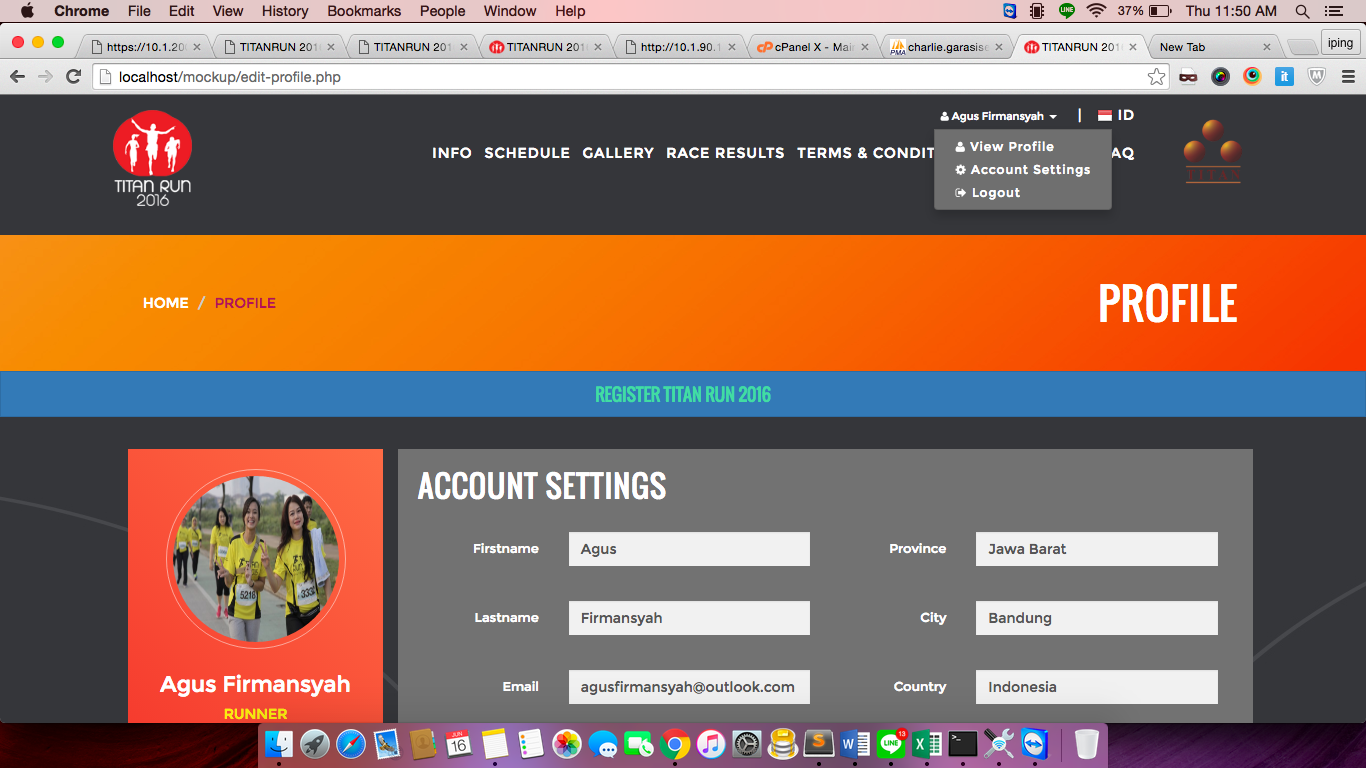 Chrome File Edit View History Bookmarks People Window Help 37% Thu 11:50 AM
https://10.1.20 TITANRUN 201 TITANRUN 201 TITANRUN 201 http://10.1.90.1 cPanel X - Mai charlie.garasis TITANRUN 201 New Tab iping
localhost/mockup/edit-profile.php
Agus Firmansyah | ID
INFO SCHEDULE GALLERY RACE RESULTS TERMS & CONDIT AQ
View Profile
Account Settings
Logout
TITAN RUN
2016
TITAN
HOME / PROFILE
PROFILE
REGISTER TITAN RUN 2016
ACCOUNT SETTINGS
Firstname Agus Province Jawa Barat
Lastname Firmansyah City Bandung
Email agusfirmansyah@outlook.com Country Indonesia
5218
3332
Agus Firmansyah
RUNNER
JUN
16
13